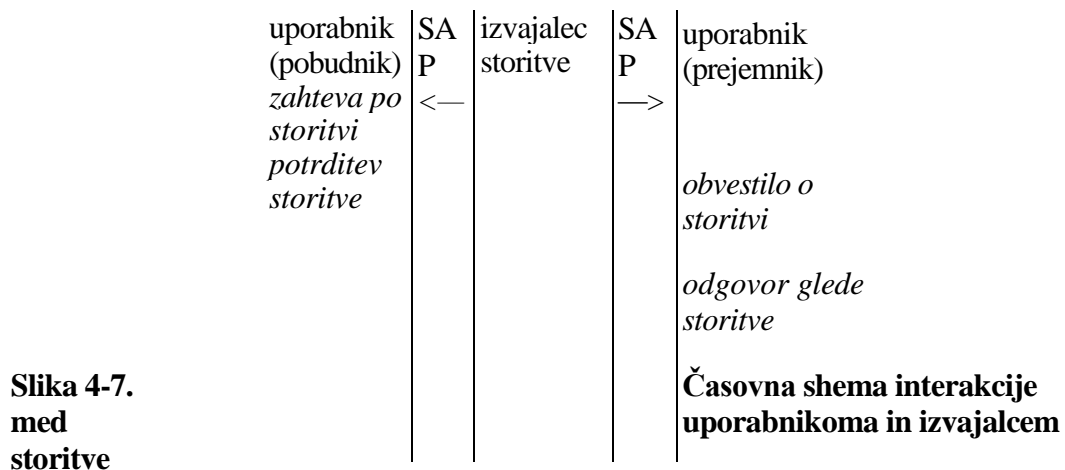 uporabnik
(pobudnik)
zahteva po
storitvi
potrditev
storitve
SA
P
<—
izvajalec
storitve
SA
P
—>
uporabnik
(prejemnik)
obvestilo o
storitvi
odgovor glede
storitve
Slika 4-7.
med
storitve
Časovna shema interakcije
uporabnikoma in izvajalcem